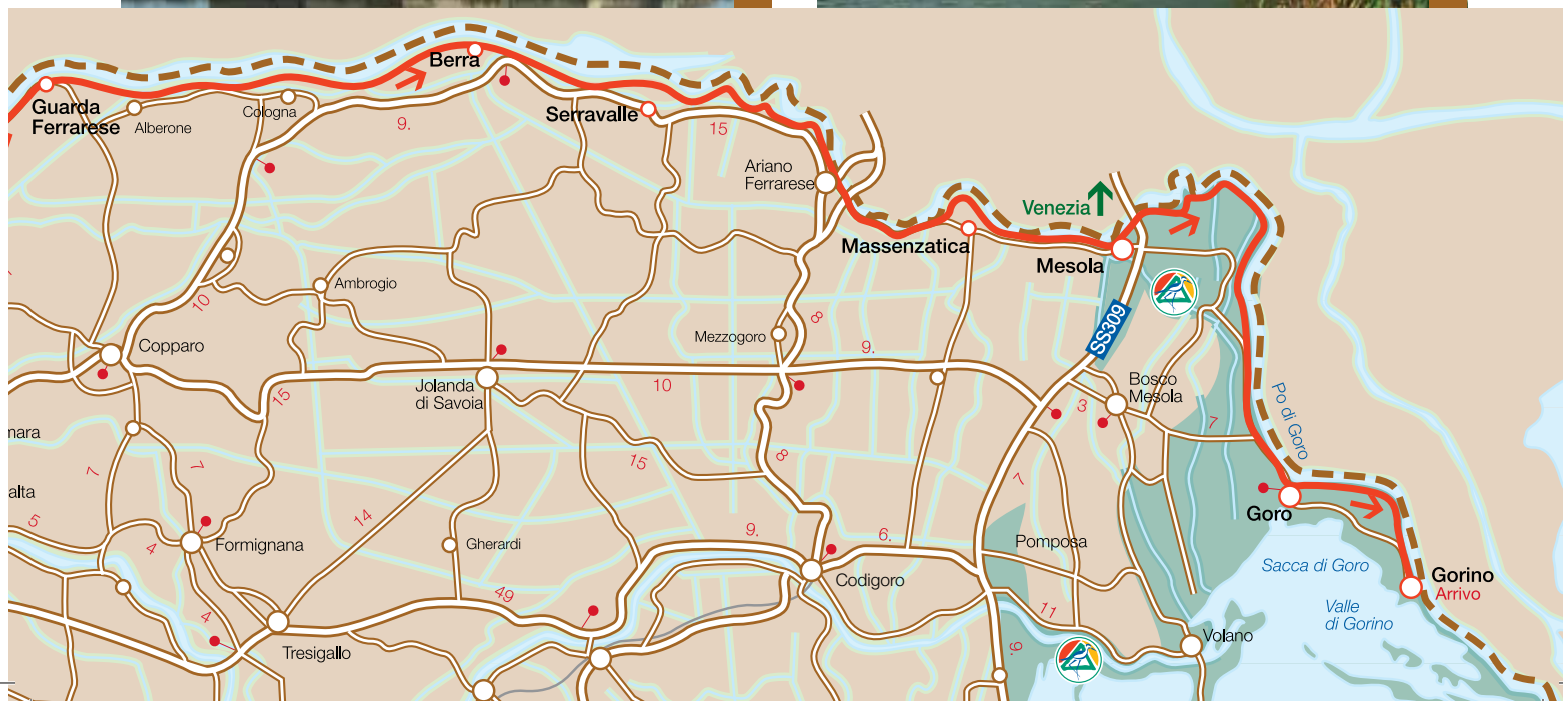 Berra
Guarda
Ferrarese
Alberone
Cologna
9.
Serravalle
15
Ariano
Ferrarese
Venezia
Massenzatica
Mesola
Ambrogio
10
SS309
Copparo
Mezzogoro
8
9.
Jolanda
di Savoia
10
15
Bosco
Mesola
3
7
Po di Goro
mara
7
7
15
8
7
alta
5
4
14
Formignana
Gherardi
9.
6.
Pomposa
Goro
Sacca di Goro
Codigoro
Gorino
Arrivo
49
4
11
Valle
di Gorino
Tresigallo
9.
Volano